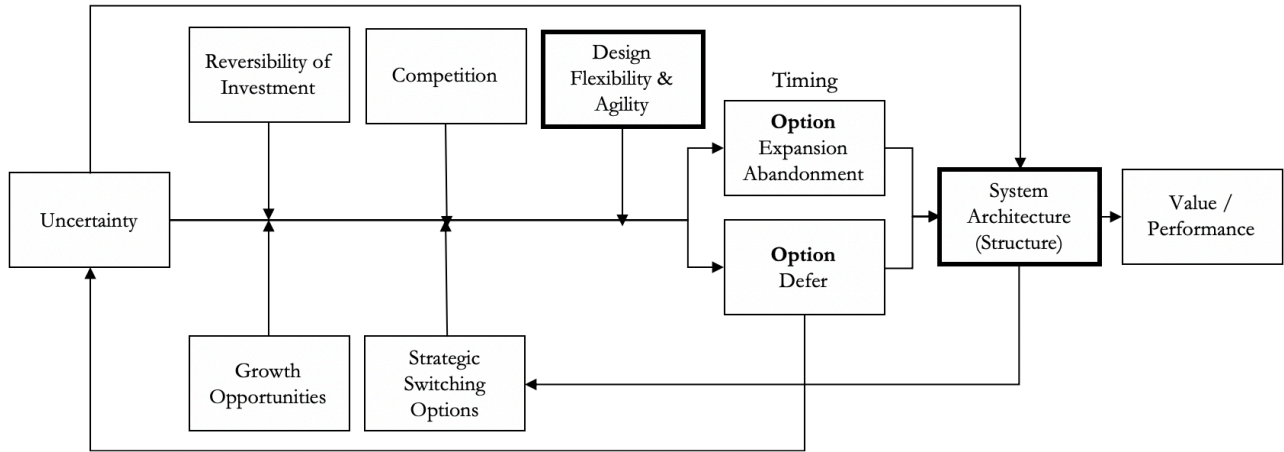 Reversibility of
Investment
Competition
Design
Flexibility &
Agility
Timing
Option
Expansion
Abandonment
Uncertainty
Option
Defer
System
Architecture
(Structure)
Value /
Performance
Growth
Opportunities
Strategic
Switching
Options